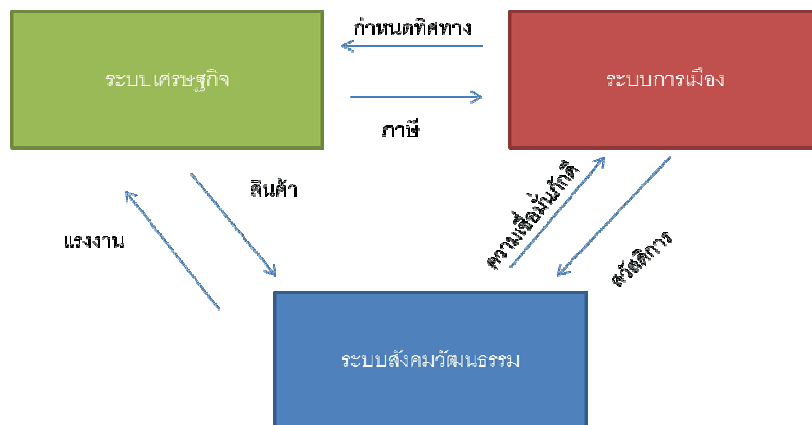 กำหนดทิศทาง
ระบบเศรษฐกิจ
ระบบการเมือง
ภาษี
สินค้า
ความเชื่อมั่นภักดี
แรงงาน
สวัสดิการ
ระบบสังคมวัฒนธรรม